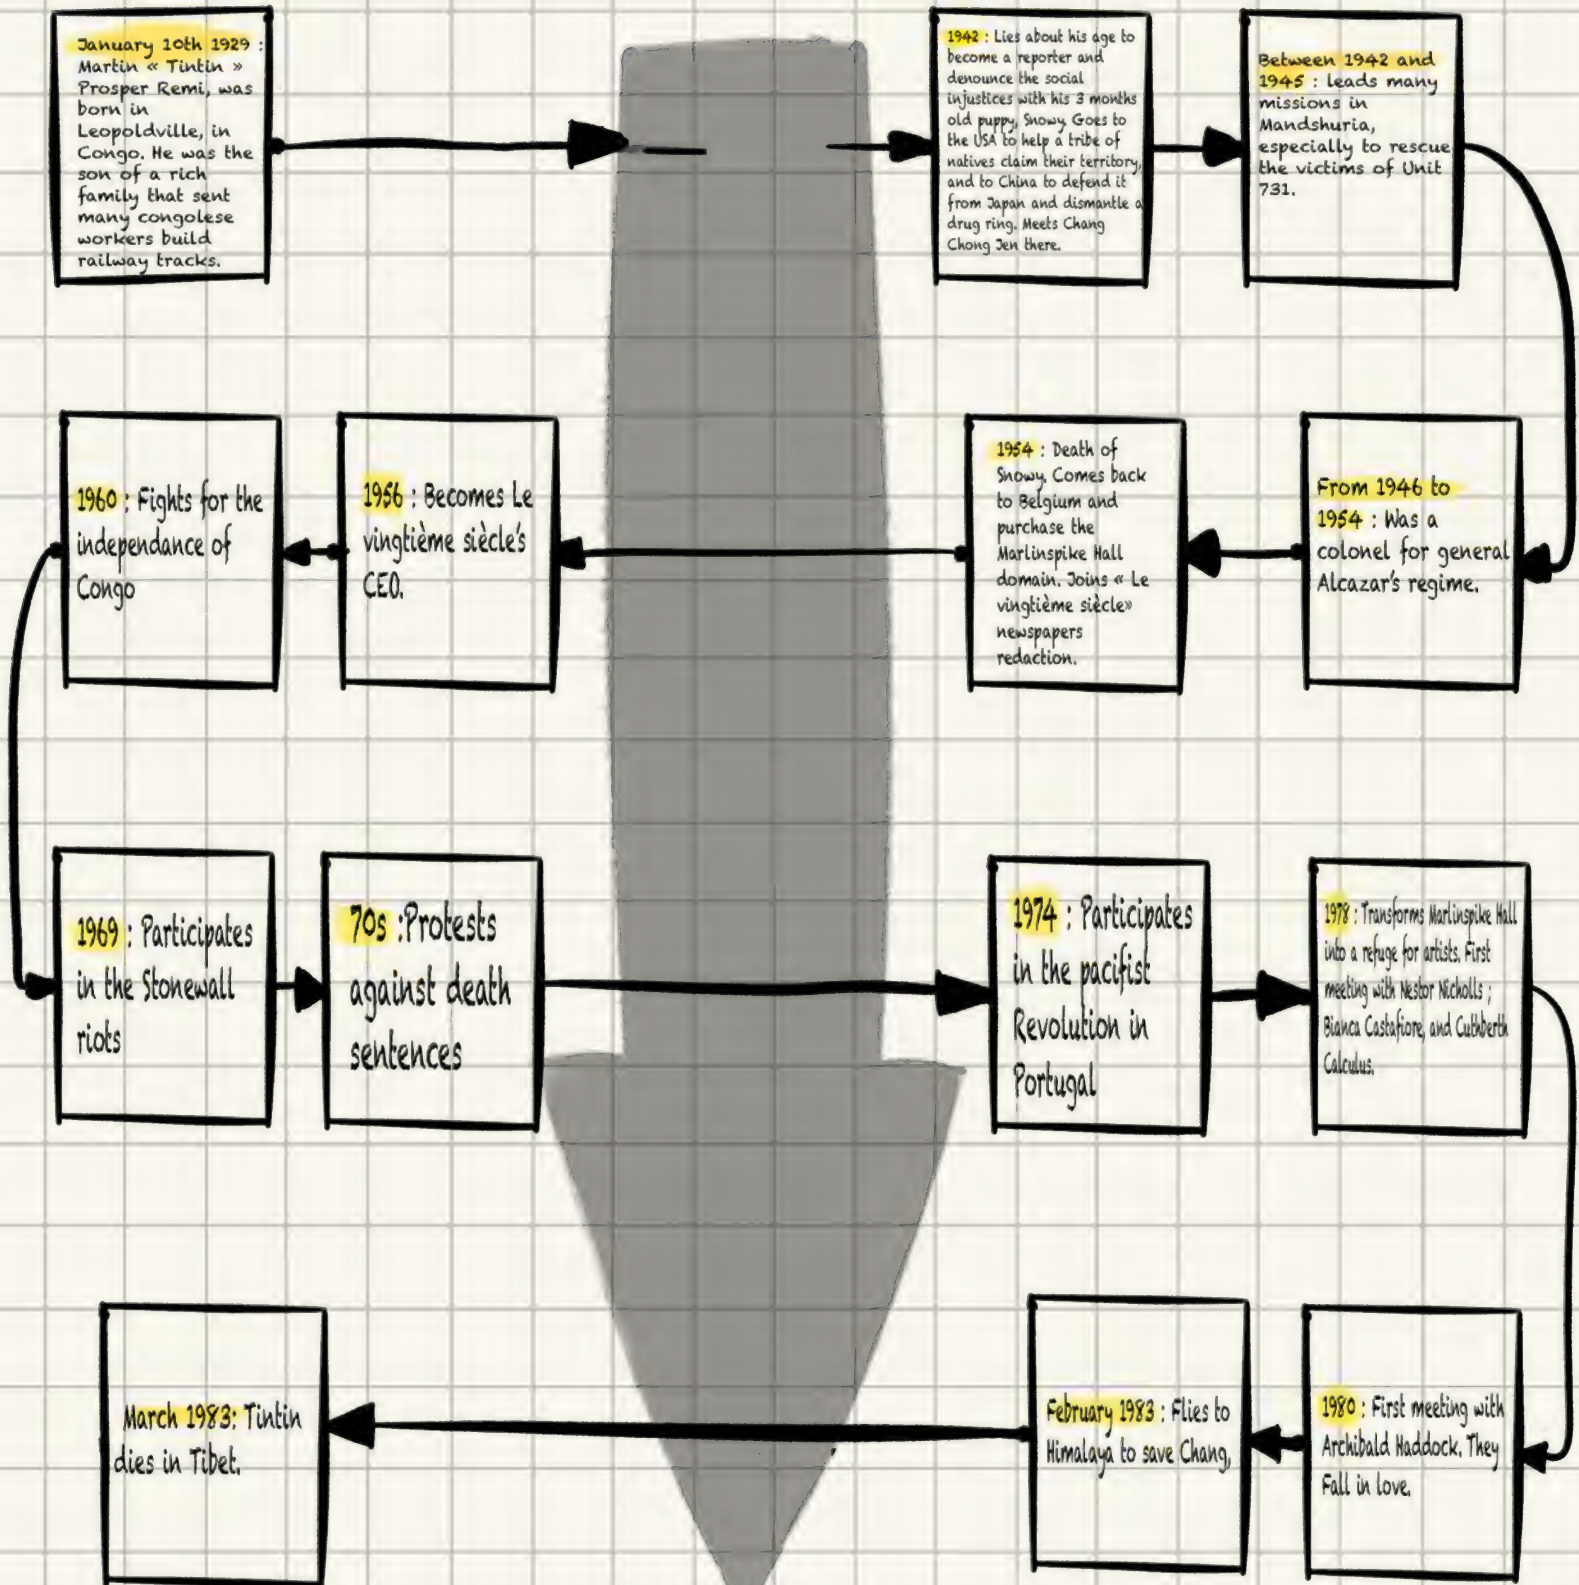 January 10th 1929 :
Martin « Tintin »
Prosper Remi, was
born in
Leopoldville, in
Congo. He was the
son of a rich
family that sent
many congolese
workers build
railway tracks.
1942 : Lies about his age to
become a reporter and
denounce the social
injustices with his 3 months
old puppy, Snowy. Goes to
the USA to help a tribe of
natives claim their territory,
and to China to defend it
from Japan and dismantle a
drug ring. Meets Chang
Chong Jen there.
Between 1942 and
1945 : leads many
missions in
Mandshuria,
especially to rescue
the victims of Unit
731.
From 1946 to
1954 : Was a
colonel for general
Alcazar's regime.
1954 : Death of
Snowy. Comes back
to Belgium and
purchase the
Marlinspike Hall
domain. Joins « Le
vingtième siècle»
newspapers
redaction.
1956 : Becomes Le
vingtième siècle's
CEO.
1960 : Fights for the
independance of
Congo
1969 : Participates
in the Stonewall
riots
70s :Protests
against death
sentences
1974 : Participates
in the pacifist
Revolution in
Portugal
1978 : Transforms Marlinspike Hall
into a refuge for artists. First
meeting with Nestor Nicholls ;
Bianca Castafiore, and Cuthberth
Calculus.
1980 : First meeting with
Archibald Haddock. They
Fall in love.
February 1983 : Flies to
Himalaya to save Chang,
March 1983: Tintin
dies in Tibet.